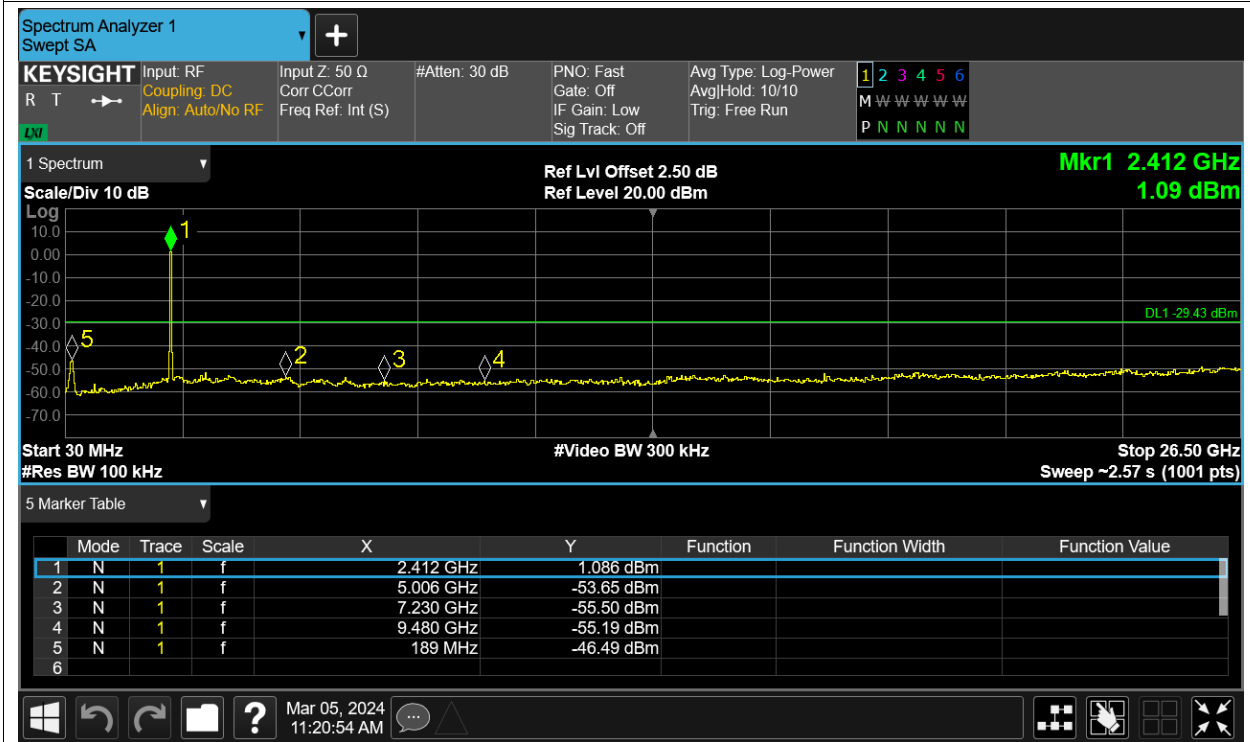 Spectrum Analyzer 1
Swept SA
+
KEYSIGHT
R T
LXI
Input: RF
Coupling: DC
Align: Auto/No RF
Input Z: 50 Ω
Corr CCorr
Freq Ref: Int (S)
#Atten: 30 dB
PNO: Fast
Gate: Off
IF Gain: Low
Sig Track: Off
Avg Type: Log-Power
Avg|Hold: 10/10
Trig: Free Run
1 2 3 4 5 6
M W W W W W
P N N N N N
1 Spectrum
Scale/Div 10 dB
Ref Lvl Offset 2.50 dB
Ref Level 20.00 dBm
Mkr1 2.412 GHz
1.09 dBm
Log
10.0
0.00
-10.0
-20.0
-30.0
-40.0
-50.0
-60.0
-70.0
1
5
2
3
4
DL1 -29.43 dBm
Start 30 MHz
#Res BW 100 kHz
#Video BW 300 kHz
Stop 26.50 GHz
Sweep ~2.57 s (1001 pts)
5 Marker Table
Mode Trace Scale X Y Function Function Width Function Value
1 N 1 f 2.412 GHz 1.086 dBm
2 N 1 f 5.006 GHz -53.65 dBm
3 N 1 f 7.230 GHz -55.50 dBm
4 N 1 f 9.480 GHz -55.19 dBm
5 N 1 f 189 MHz -46.49 dBm
6
?
Mar 05, 2024
11:20:54 AM